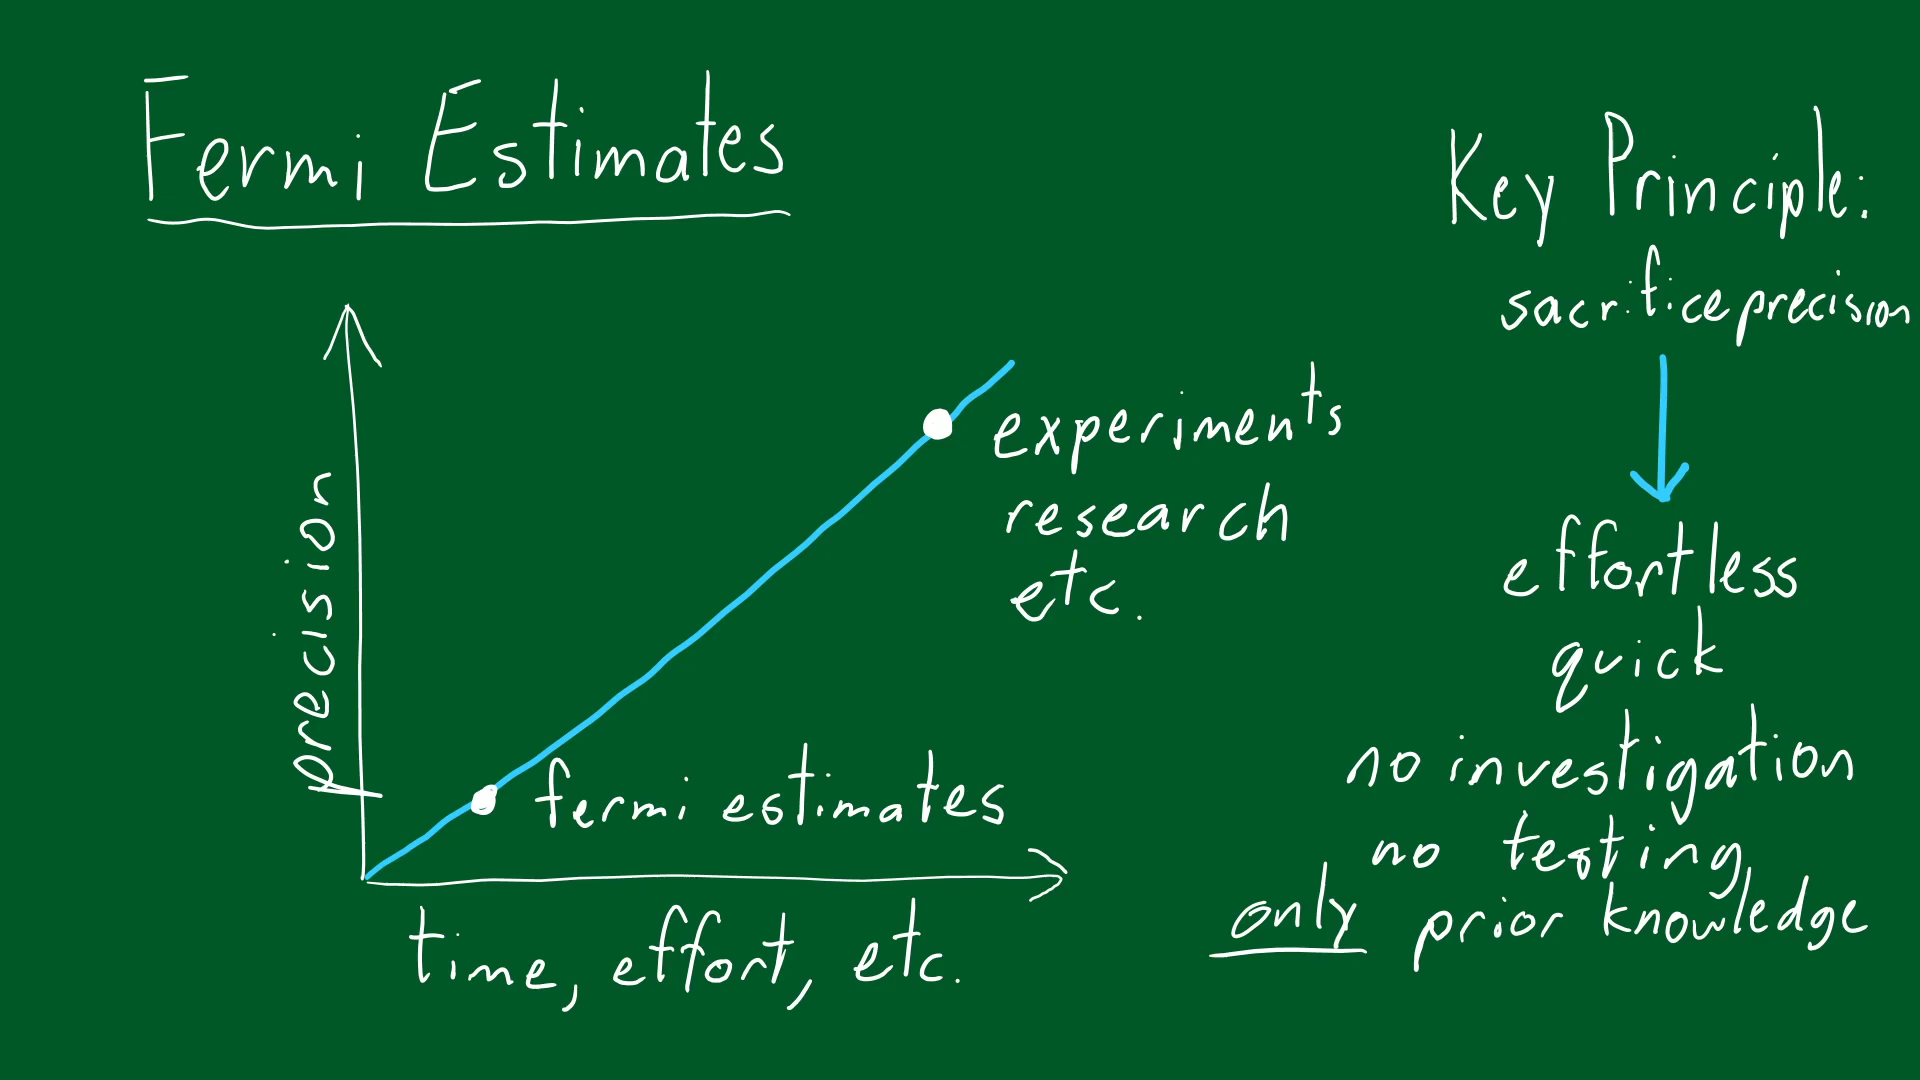 Fermi Estimates
precision
experiments
research
etc.
fermi estimates
time, effort, etc.
Key Principle:
sacrifice precision
effortless
quick
no investigation
no testing
only prior knowledge